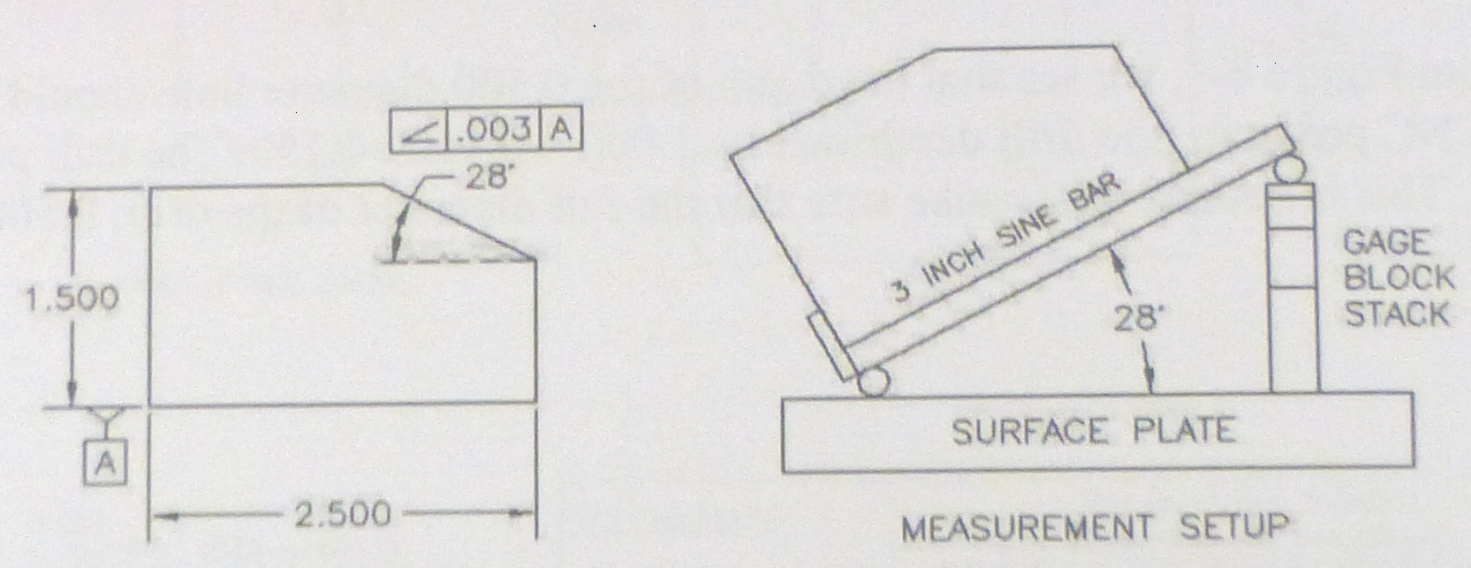 ∠ .003 A
28°
1.500
A
2.500
3 INCH SINE BAR
28°
GAGE
BLOCK
STACK
SURFACE PLATE
MEASUREMENT SETUP